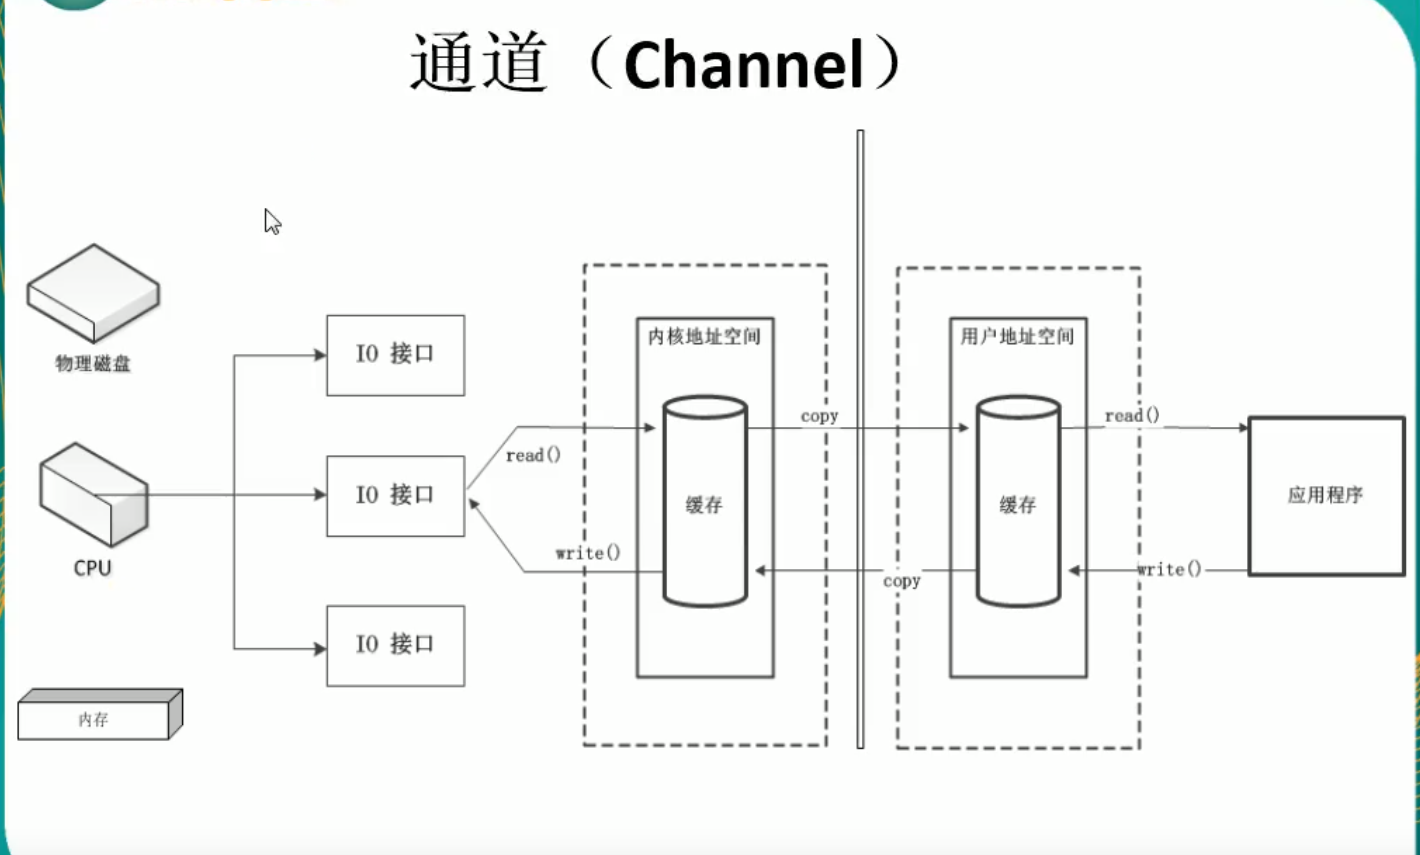 通道（Channel）
物理磁盘
CPU
内存
IO 接口
IO 接口
IO 接口
read()
write()
内核地址空间
缓存
copy
copy
用户地址空间
缓存
read()
write()
应用程序